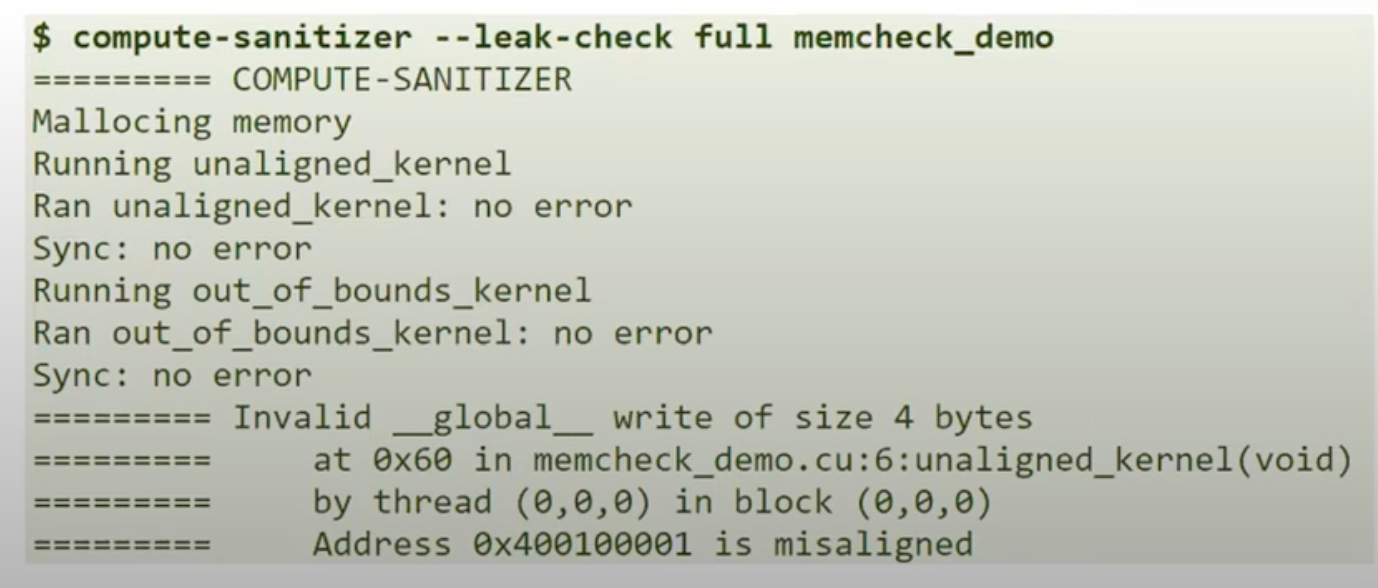 $ compute-sanitizer --leak-check full memcheck_demo
========= COMPUTE-SANITIZER
Mallocing memory
Running unaligned_kernel
Ran unaligned_kernel: no error
Sync: no error
Running out_of_bounds_kernel
Ran out_of_bounds_kernel: no error
Sync: no error
========= Invalid __global__ write of size 4 bytes
=========     at 0x60 in memcheck_demo.cu:6:unaligned_kernel(void)
=========     by thread (0,0,0) in block (0,0,0)
=========     Address 0x400100001 is misaligned